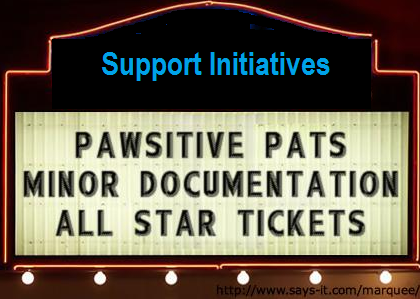 Support Initiatives
PAWSITIVE PATS
MINOR DOCUMENTATION
ALL STAR TICKETS
http://www.says-it.com/marquee/